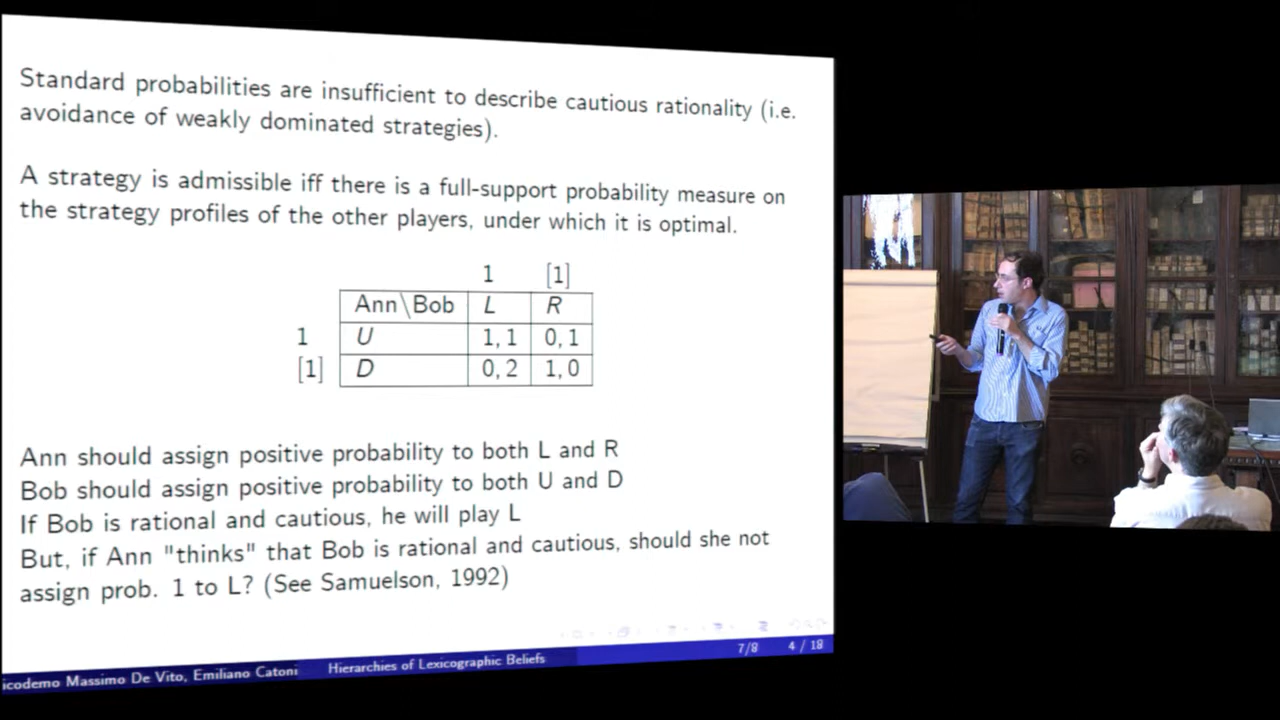 Standard probabilities are insufficient to describe cautious rationality (i.e.
avoidance of weakly dominated strategies).
A strategy is admissible iff there is a full-support probability measure on
the strategy profiles of the other players, under which it is optimal.
1 [1]
Ann\Bob L R
1 U 1, 1 0, 1
[1] D 0, 2 1, 0
Ann should assign positive probability to both L and R
Bob should assign positive probability to both U and D
If Bob is rational and cautious, he will play L
But, if Ann "thinks" that Bob is rational and cautious, should she not
assign prob. 1 to L? (See Samuelson, 1992)
7/8 4 / 18
icodemo Massimo De Vito, Emiliano Catoni Hierarchies of Lexicographic Beliefs